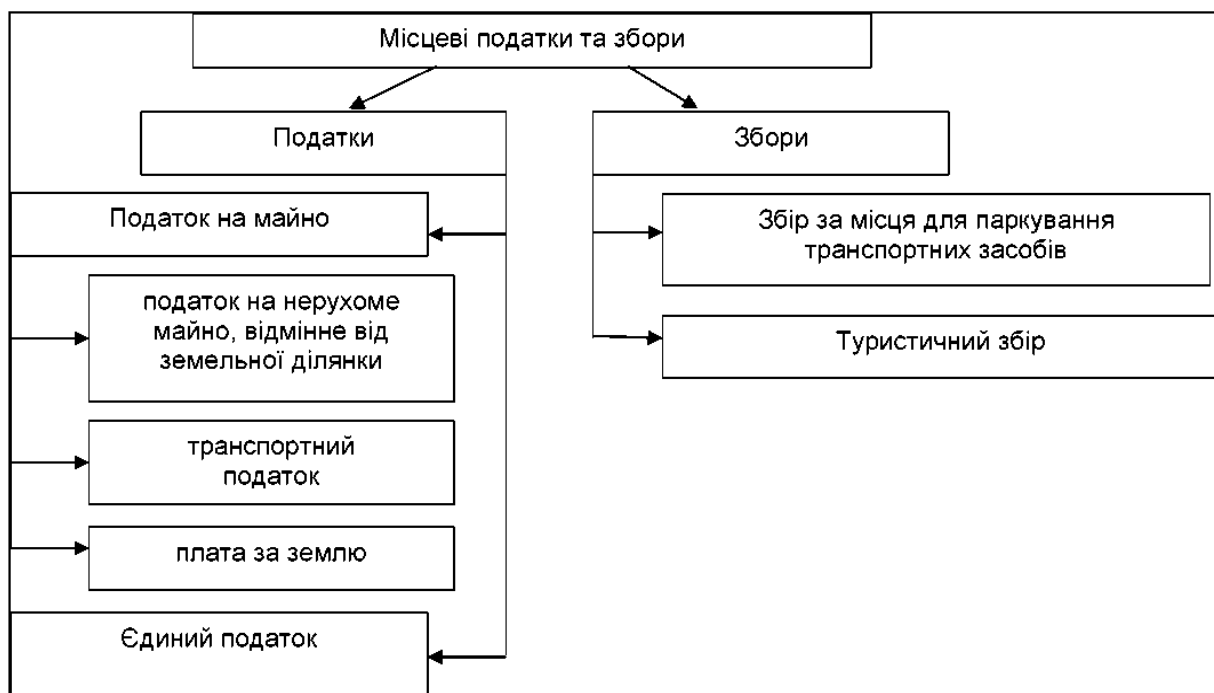 Місцеві податки та збори
Податки
Збори
Податок на майно
податок на нерухоме
майно, відмінне від
земельної ділянки
транспортний
податок
плата за землю
Єдиний податок
Збір за місця для паркування
транспортних засобів
Туристичний збір